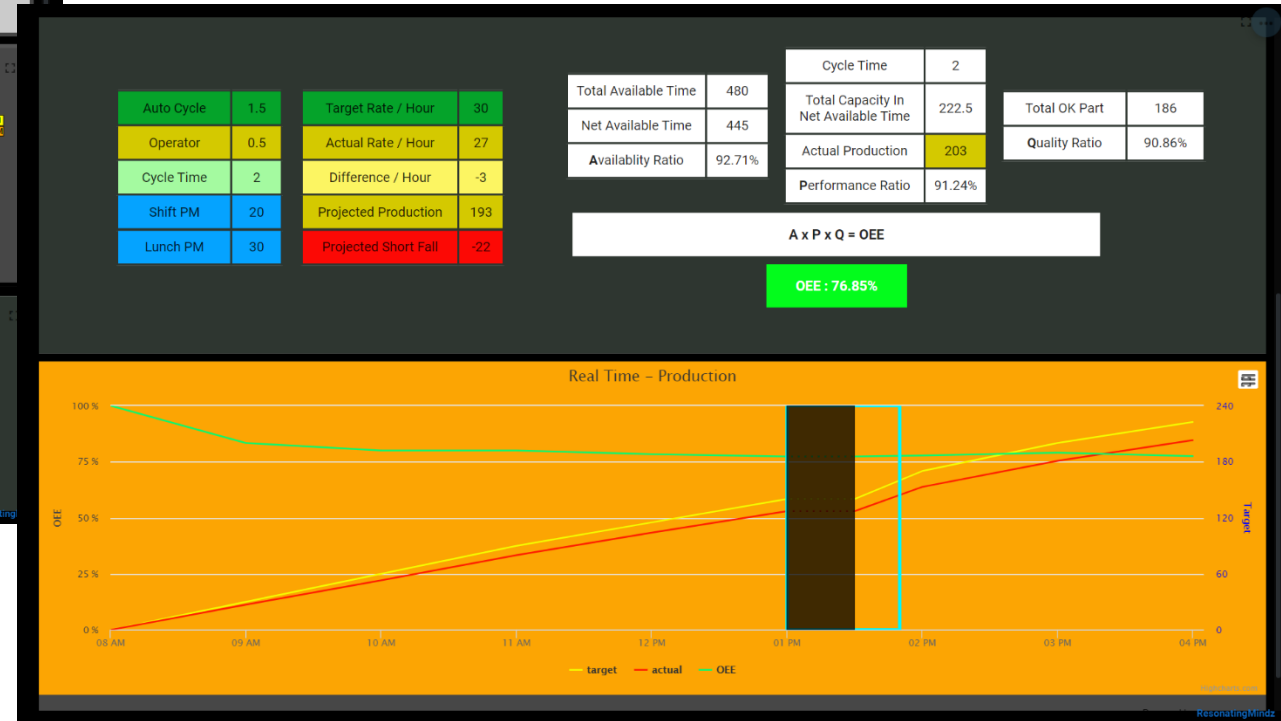 Auto Cycle 1.5
Operator 0.5
Cycle Time 2
Shift PM 20
Lunch PM 30
Target Rate / Hour 30
Actual Rate / Hour 27
Difference / Hour -3
Projected Production 193
Projected Short Fall -22
Total Available Time 480
Net Available Time 445
Availablity Ratio 92.71%
Cycle Time 2
Total Capacity In
Net Available Time 222.5
Actual Production 203
Performance Ratio 91.24%
Total OK Part 186
Quality Ratio 90.86%
A x P x Q = OEE
OEE : 76.85%
Real Time – Production
100 %
75 %
50 %
25 %
0 %
OEE
240
180
120
60
0
Target
08 AM 09 AM 10 AM 11 AM 12 PM 01 PM 02 PM 03 PM 04 PM
target actual OEE
Highcharts.com
ResonatingMindz